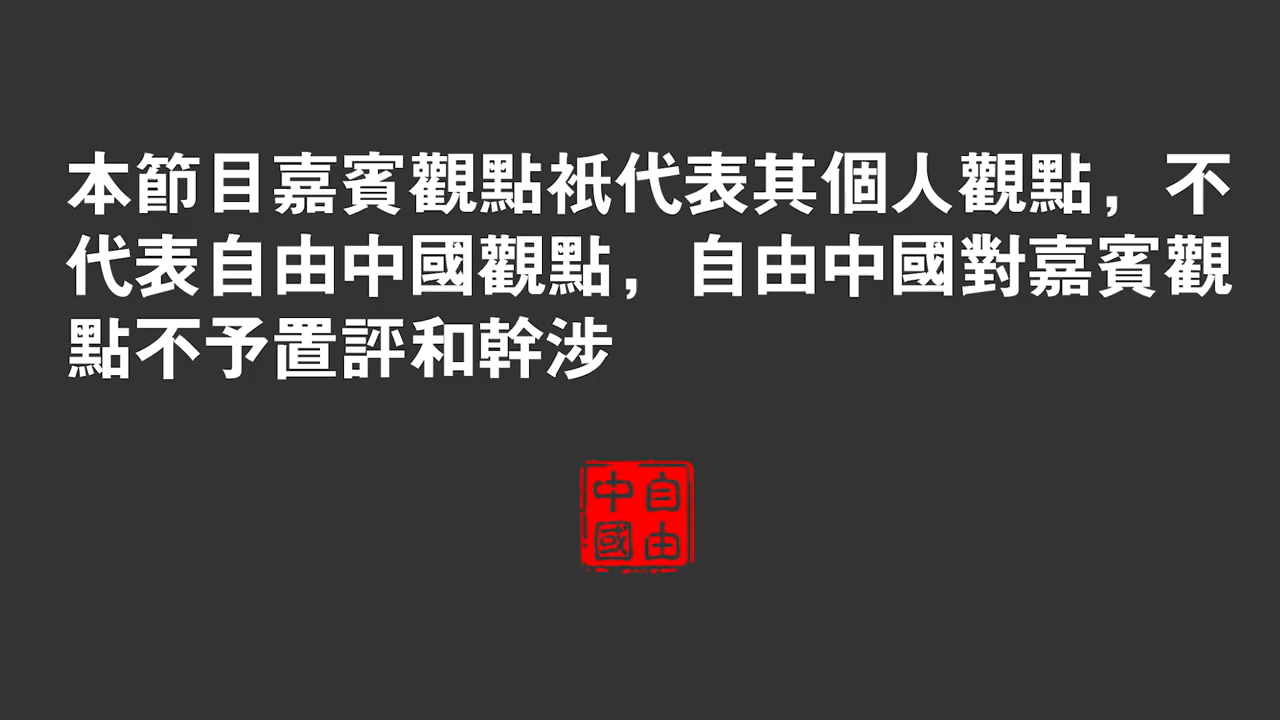 本節目嘉賓觀點衹代表其個人觀點，不
代表自由中國觀點，自由中國對嘉賓觀
點不予置評和幹涉
自由
中國